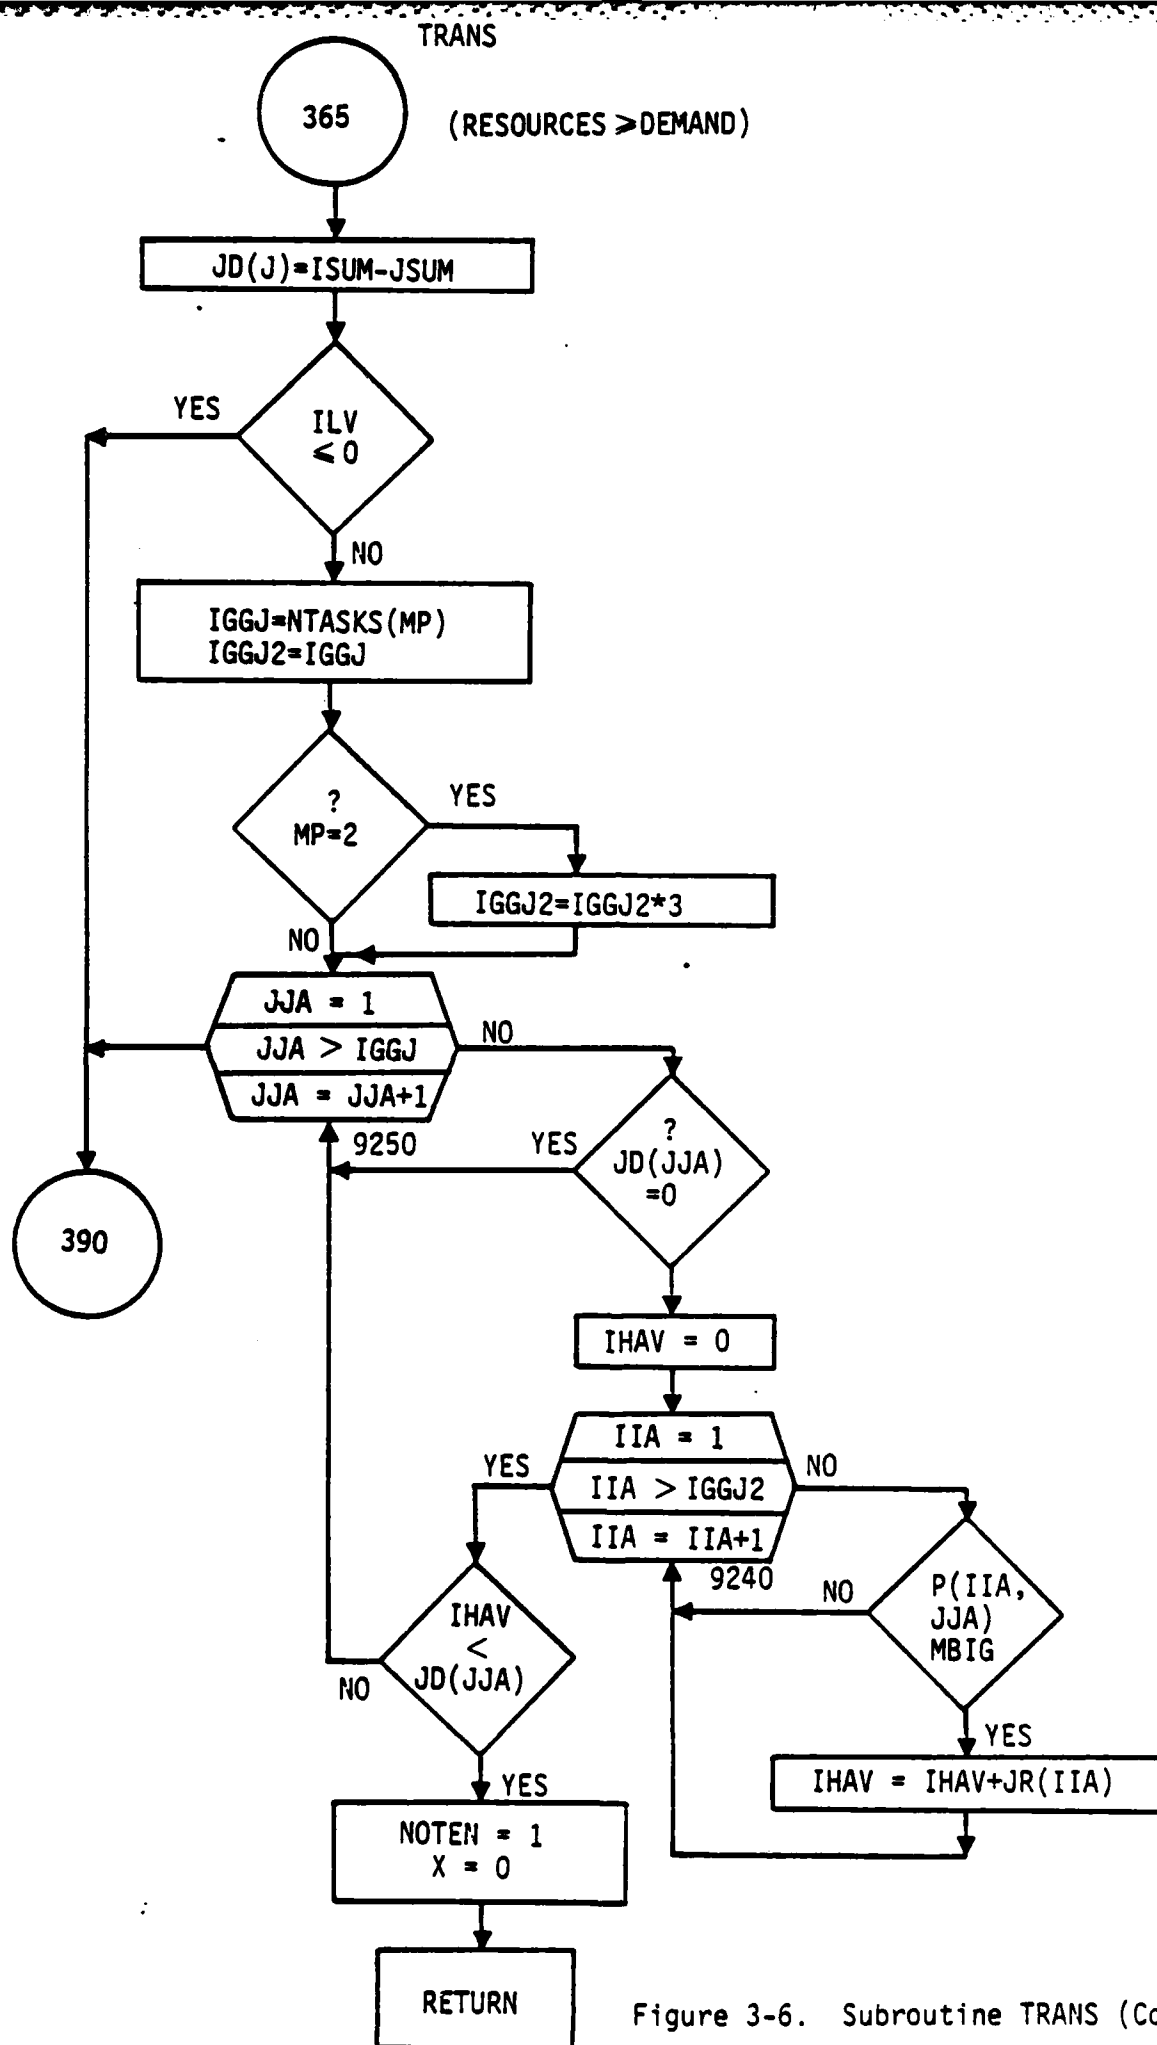 TRANS
365
(RESOURCES ⩾ DEMAND)
JD(J)=ISUM-JSUM
YES
ILV
⩽ 0
NO
IGGJ=NTASKS(MP)
IGGJ2=IGGJ
?
MP=2
YES
IGGJ2=IGGJ2*3
NO
JJA = 1
JJA > IGGJ
JJA = JJA+1
NO
9250
YES
?
JD(JJA)
=0
390
IHAV = 0
IIA = 1
IIA > IGGJ2
IIA = IIA+1
YES
NO
9240
NO
P(IIA,
JJA)
MBIG
IHAV
<
JD(JJA)
NO
YES
IHAV = IHAV+JR(IIA)
YES
NOTEN = 1
X = 0
RETURN
Figure 3-6. Subroutine TRANS (Co